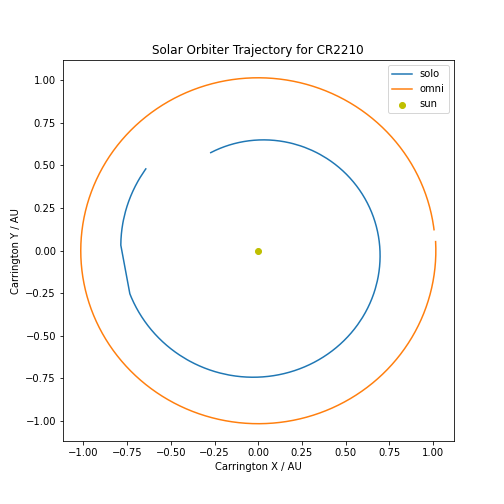 Solar Orbiter Trajectory for CR2210
solo
omni
sun
1.00
0.75
0.50
0.25
0.00
−0.25
−0.50
−0.75
−1.00
Carrington Y / AU
−1.00 −0.75 −0.50 −0.25 0.00 0.25 0.50 0.75 1.00
Carrington X / AU